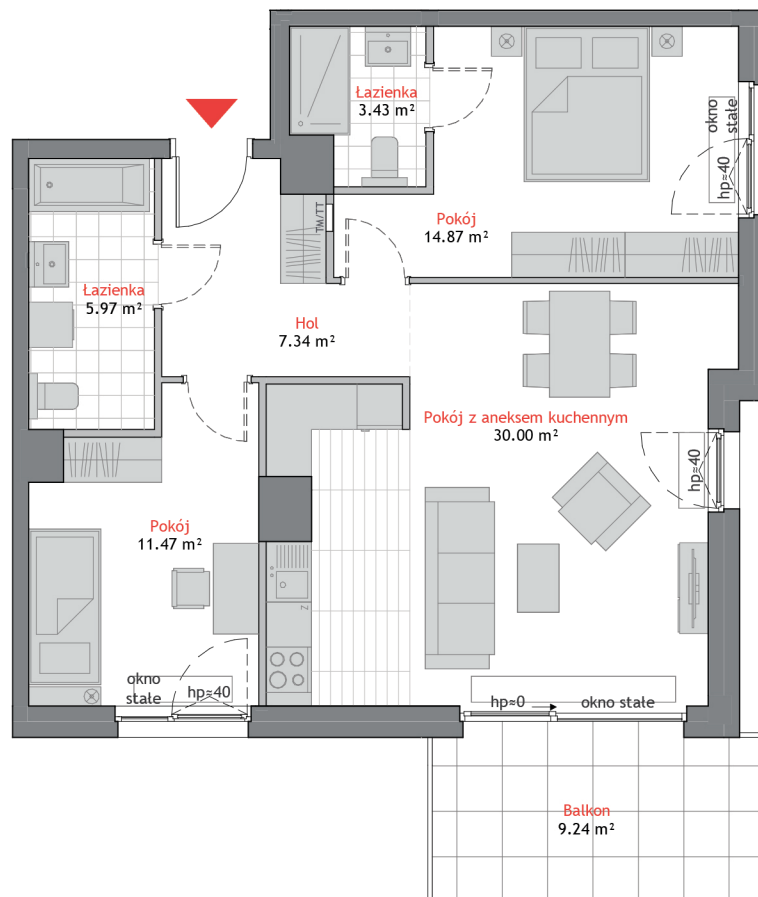 Łazienka
3.43 m²
okno
stałe
hp≈40
Pokój
14.87 m²
TM/TT
Łazienka
5.97 m²
Hol
7.34 m²
Pokój z aneksem kuchennym
30.00 m²
hp≈40
Pokój
11.47 m²
Z
okno
stałe
hp≈40
hp≈0
okno stałe
Balkon
9.24 m²